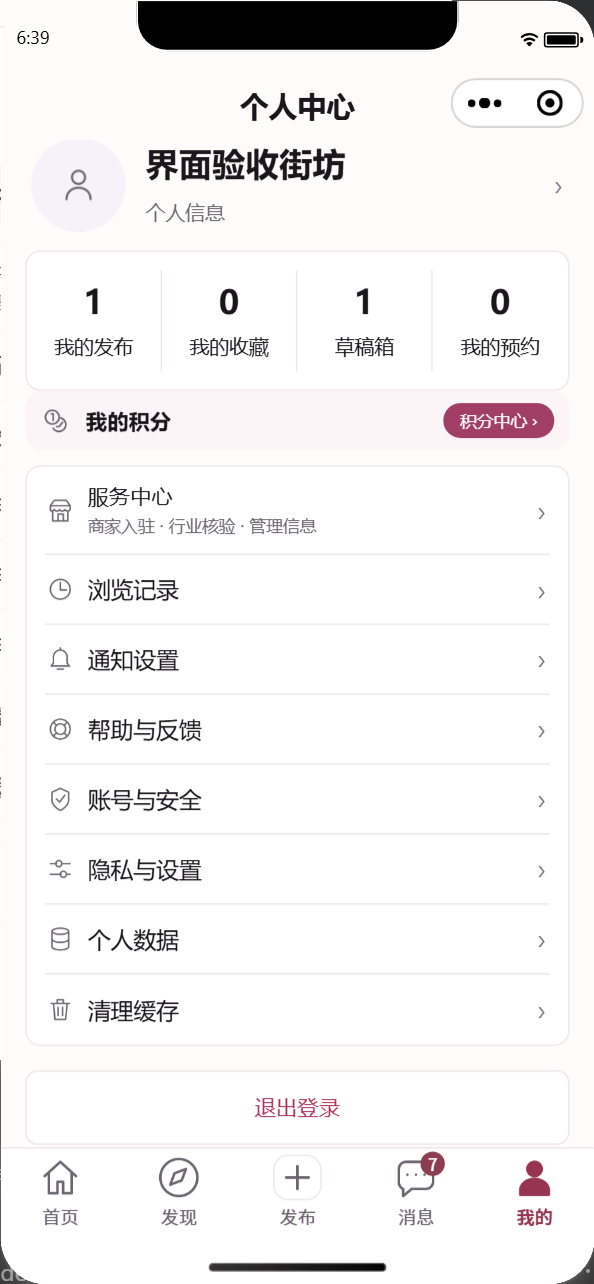 6:39
个人中心
界面验收街坊
个人信息
1
我的发布
0
我的收藏
1
草稿箱
0
我的预约
我的积分
积分中心 ›
服务中心
商家入驻 · 行业核验 · 管理信息
浏览记录
通知设置
帮助与反馈
账号与安全
隐私与设置
个人数据
清理缓存
退出登录
首页
发现
发布
7
消息
我的